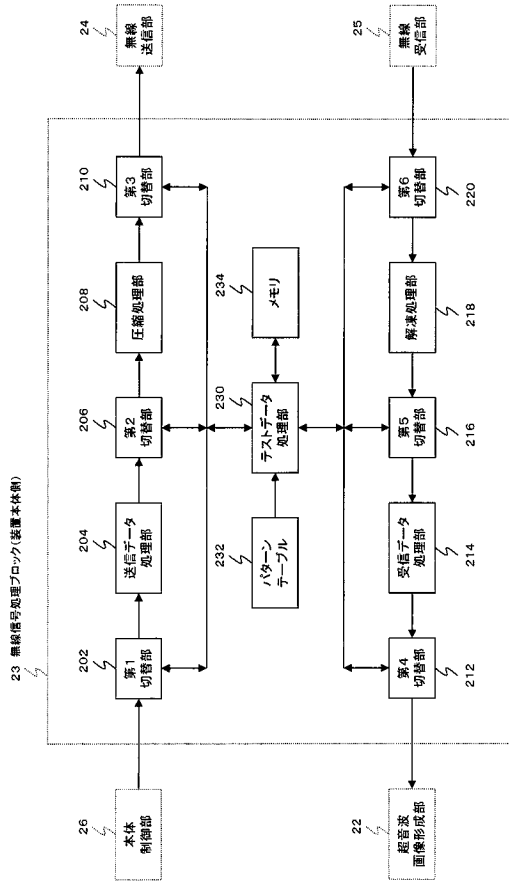 23 無線信号処理ブロック(装置本体側)
26
本体
制御部
202
第1
切替部
204
送信データ
処理部
206
第2
切替部
208
圧縮処理部
210
第3
切替部
24
無線
送信部
232
パターン
テーブル
230
テストデータ
処理部
234
メモリ
22
超音波
画像形成部
第4
切替部
212
受信データ
処理部
214
第5
切替部
216
解凍処理部
218
第6
切替部
220
25
無線
受信部